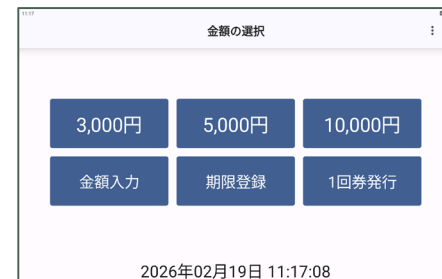 11:17
金額の選択
3,000円 5,000円 10,000円
金額入力 期限登録 1回券発行
2026年02月19日 11:17:08